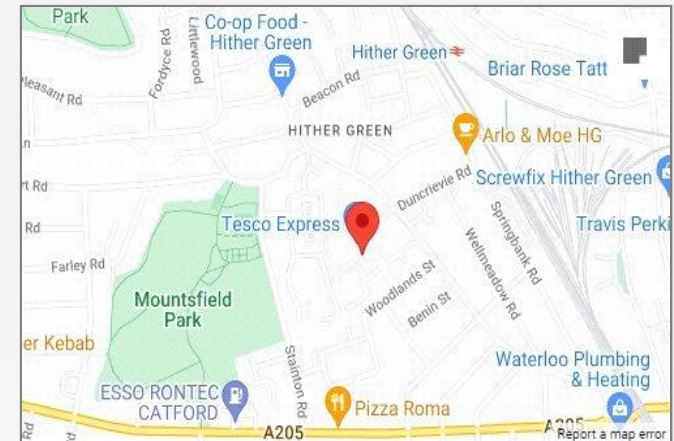 Park
Fordyce Rd
Littlewood
Co-op Food -
Hither Green
Hither Green
Briar Rose Tatt
leasant Rd
Beacon Rd
HITHER GREEN
Arlo & Moe HG
rt Rd
Duncrievie Rd
Screwfix Hither Green
Rd
Tesco Express
Springbank Rd
Travis Perki
Wellmeadow Rd
Farley Rd
Woodlands St
Mountsfield
Park
Benin St
er Kebab
Stainton Rd
Waterloo Plumbing
& Heating
ESSO RONTEC
CATFORD
Pizza Roma
Rd
A205
A205
Report a map error